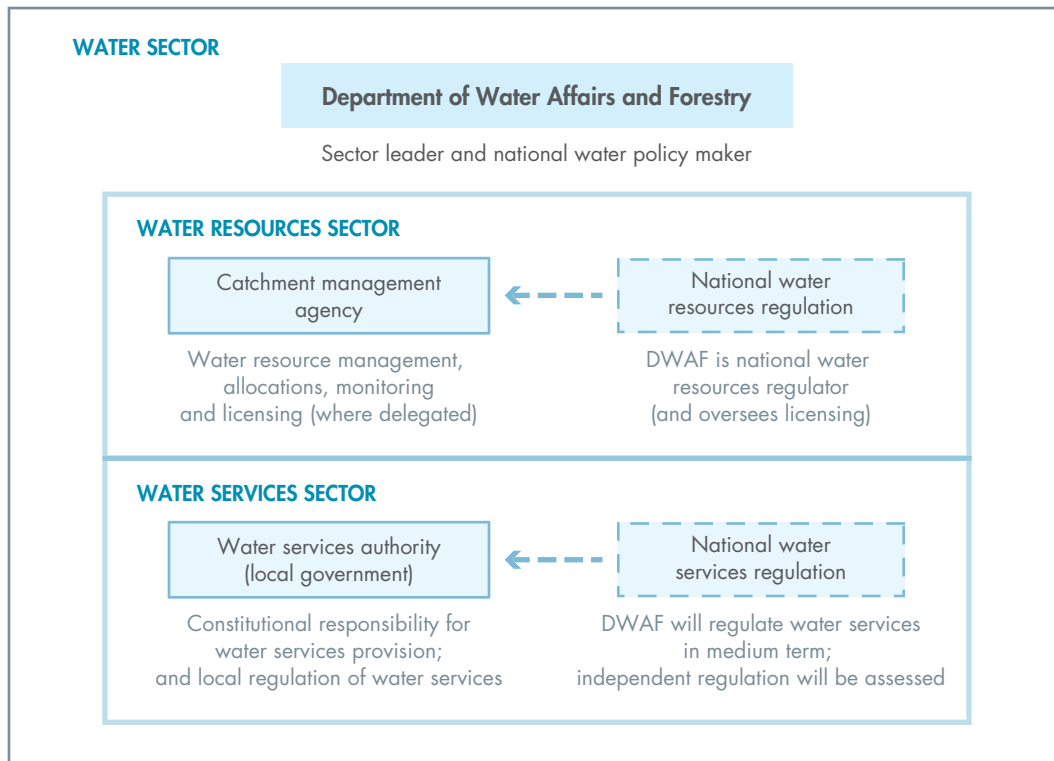 WATER SECTOR
Department of Water Affairs and Forestry
Sector leader and national water policy maker
WATER RESOURCES SECTOR
Catchment management
agency
National water
resources regulation
Water resource management,
allocations, monitoring
and licensing (where delegated)
DWAF is national water
resources regulator
(and oversees licensing)
WATER SERVICES SECTOR
Water services authority
(local government)
National water
services regulation
Constitutional responsibility for
water services provision;
and local regulation of water services
DWAF will regulate water services
in medium term;
independent regulation will be assessed